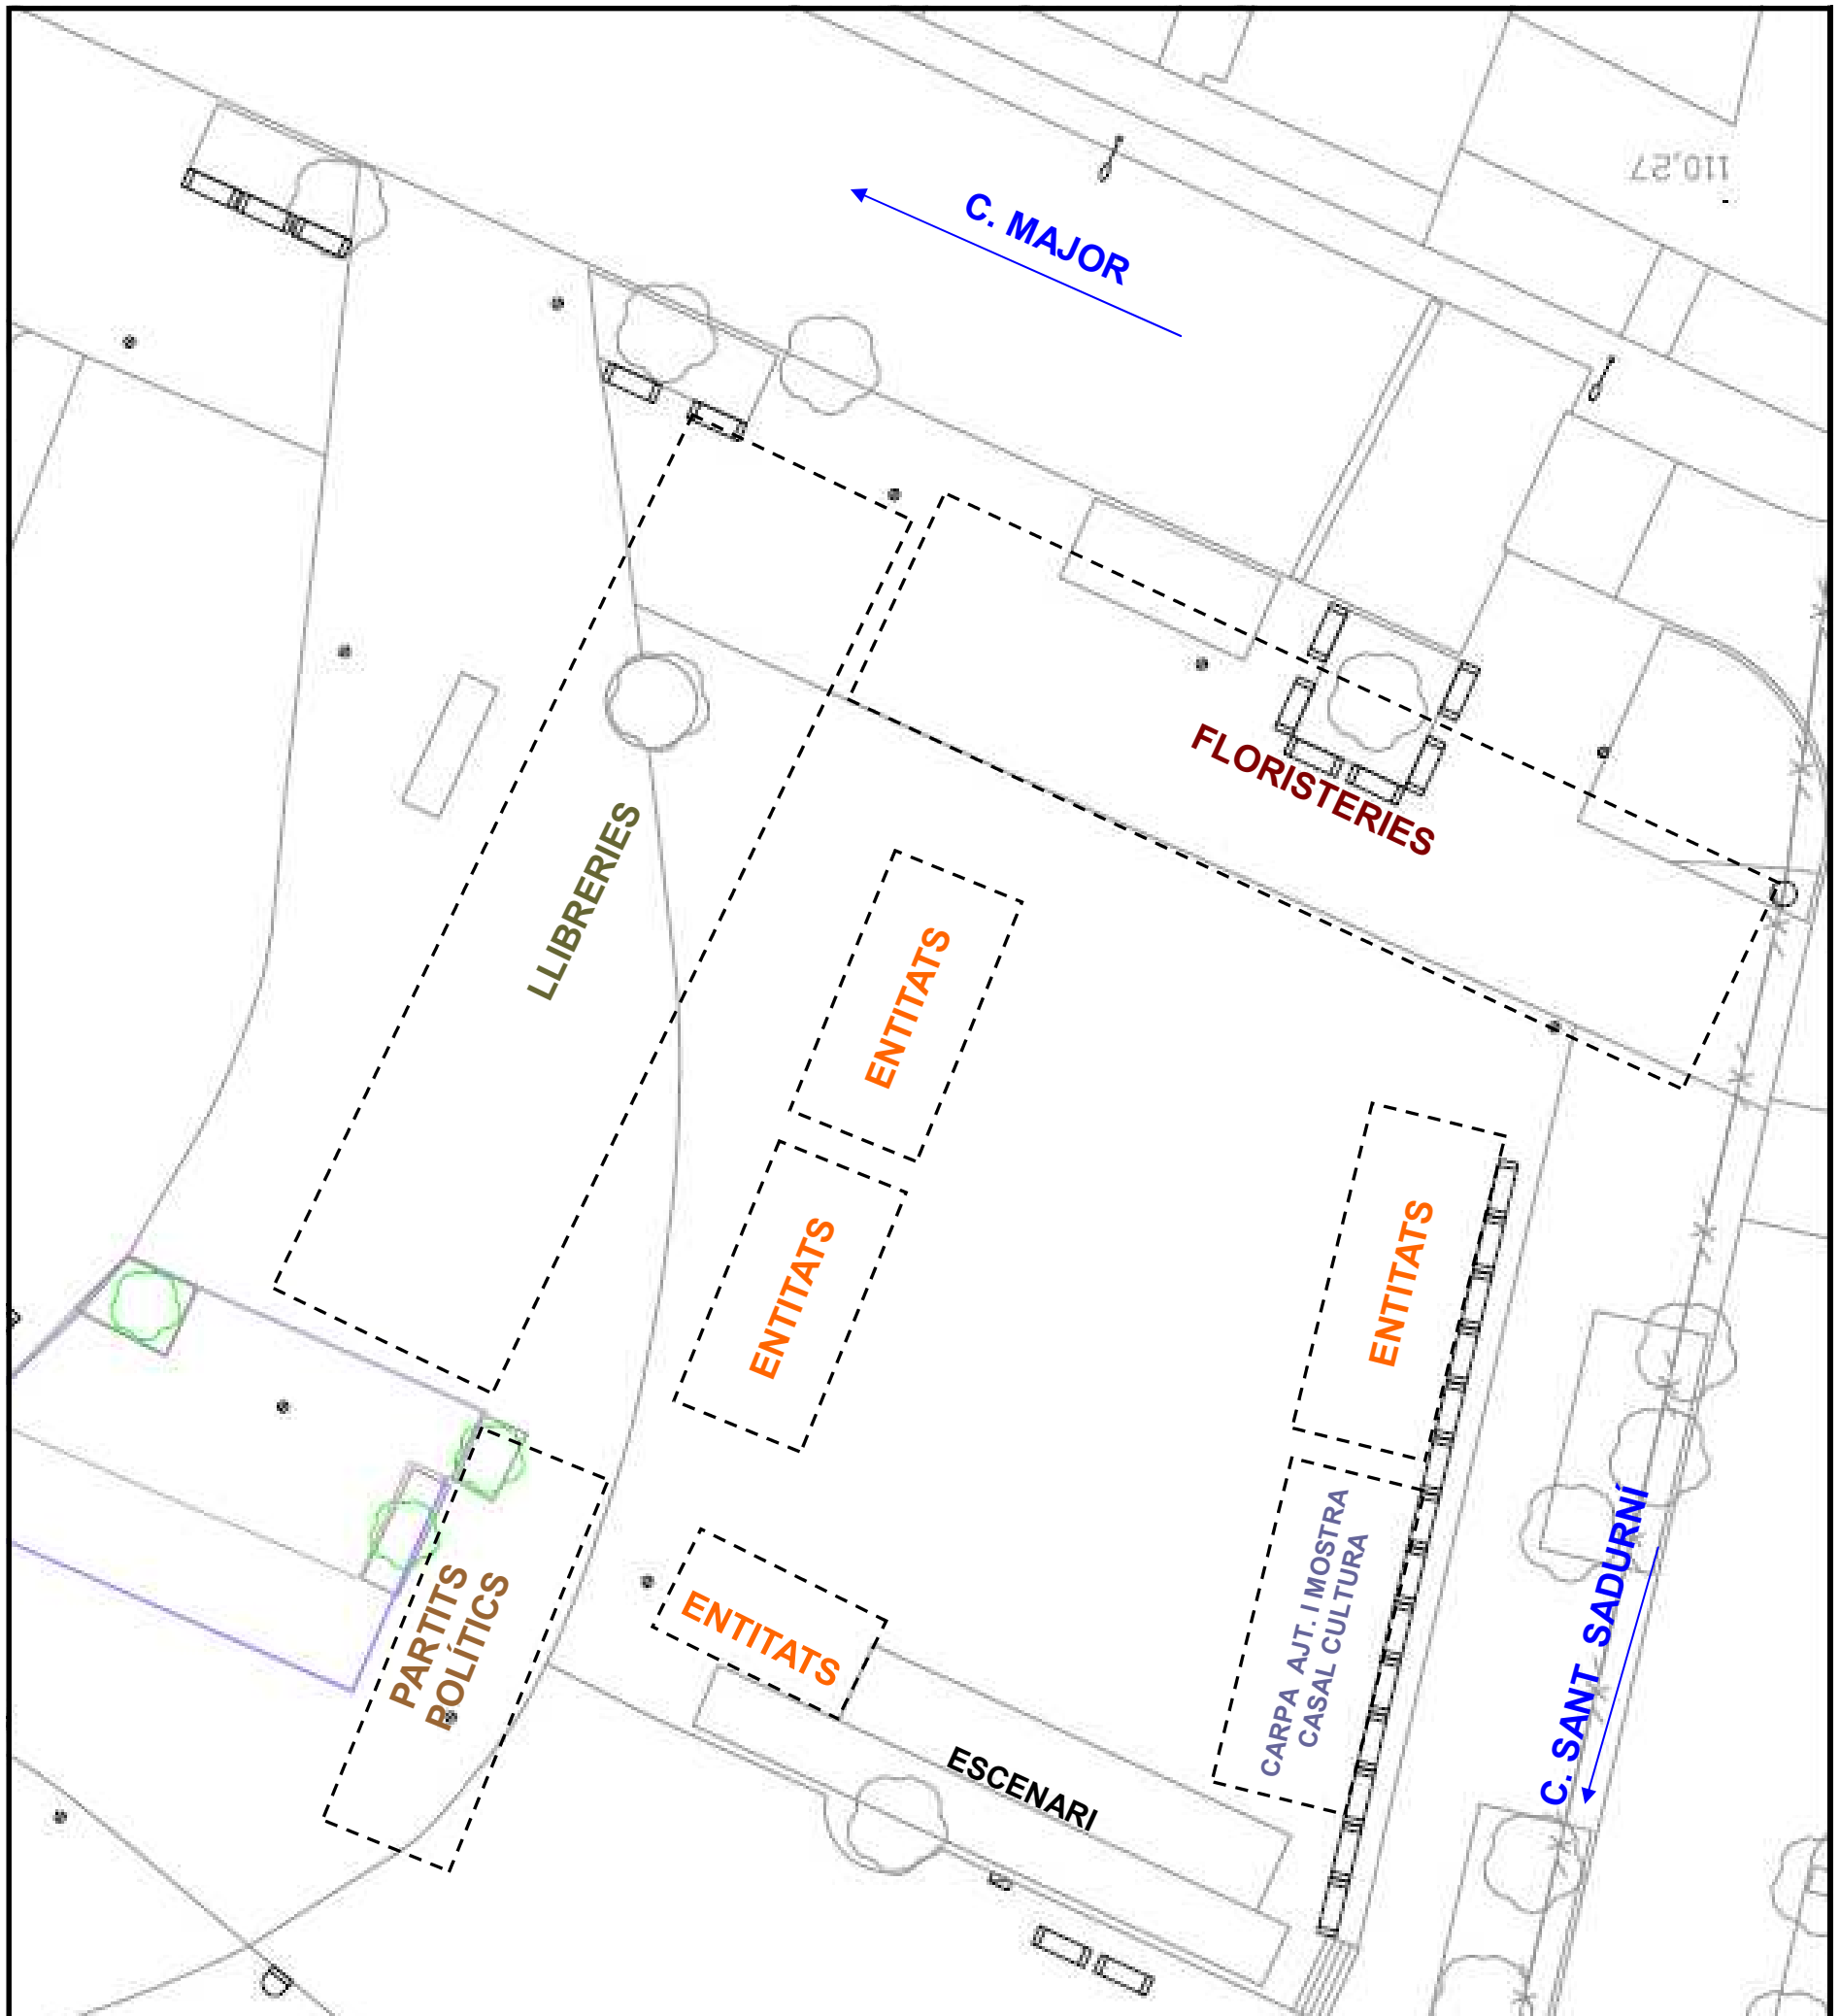 110,27
C. MAJOR
FLORISTERIES
LLIBRERIES
ENTITATS
ENTITATS
ENTITATS
CARPA AJT. I MOSTRA
CASAL CULTURA
C. SANT SADURNÍ
PARTITS
POLÍTICS
ENTITATS
ESCENARI